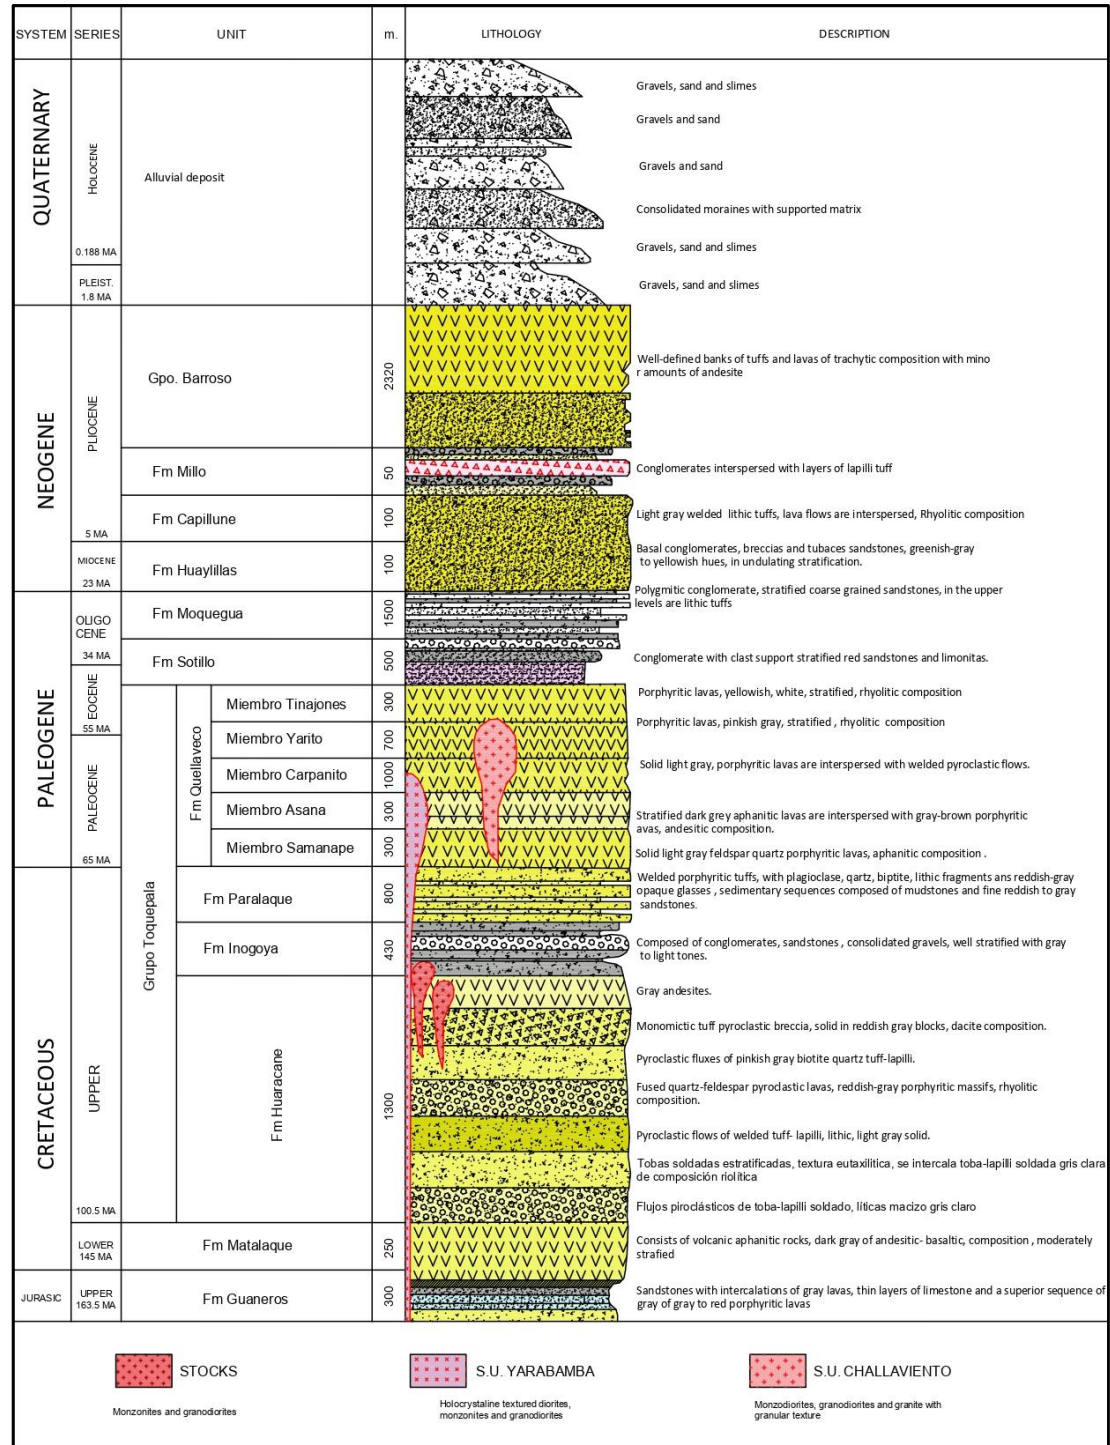 SYSTEM SERIES UNIT m. LITHOLOGY DESCRIPTION
QUATERNARY
HOLOCENE
0.188 MA
PLEIST.
1.8 MA
Alluvial deposit
Gravels, sand and slimes
Gravels and sand
Gravels and sand
Consolidated moraines with supported matrix
Gravels, sand and slimes
Gravels, sand and slimes
NEOGENE
PLIOCENE
5 MA
MIOCENE
23 MA
Gpo. Barroso
2320
Well-defined banks of tuffs and lavas of trachytic composition with mino
r amounts of andesite
Fm Millo
50
Conglomerates interspersed with layers of lapilli tuff
Fm Capillune
100
Light gray welded lithic tuffs, lava flows are interspersed, Rhyolitic composition
Fm Huaylillas
100
Basal conglomerates, breccias and tubaces sandstones, greenish-gray
to yellowish hues, in undulating stratification.
PALEOGENE
OLIGO
CENE
34 MA
EOCENE
55 MA
PALEOCENE
65 MA
Fm Moquegua
1500
Polygmitic conglomerate, stratified coarse grained sandstones, in the upper
levels are lithic tuffs
Fm Sotillo
500
Conglomerate with clast support stratified red sandstones and limonitas.
Grupo Toquepala
Fm Quellaveco
Miembro Tinajones
300
Porphyritic lavas, yellowish, white, stratified, rhyolitic composition
Miembro Yarito
700
Porphyritic lavas, pinkish gray, stratified , rhyolitic composition
Miembro Carpanito
1000
Solid light gray, porphyritic lavas are interspersed with welded pyroclastic flows.
Miembro Asana
300
Stratified dark grey aphanitic lavas are interspersed with gray-brown porphyritic
avas, andesitic composition.
Miembro Samanape
300
Solid light gray feldspar quartz porphyritic lavas, aphanitic composition .
CRETACEOUS
UPPER
100.5 MA
LOWER
145 MA
Fm Paralaque
800
Welded porphyritic tuffs, with plagioclase, qartz, biptite, lithic fragments ans reddish-gray
opaque glasses , sedimentary sequences composed of mudstones and fine reddish to gray
sandstones.
Fm Inogoya
430
Composed of conglomerates, sandstones , consolidated gravels, well stratified with gray
to light tones.
Fm Huaracane
1300
Gray andesites.
Monomictic tuff pyroclastic breccia, solid in reddish gray blocks, dacite composition.
Pyroclastic fluxes of pinkish gray biotite quartz tuff-lapilli.
Fused quartz-feldespar pyroclastic lavas, reddish-gray porphyritic massifs, rhyolitic
composition.
Pyroclastic flows of welded tuff- lapilli, lithic, light gray solid.
Tobas soldadas estratificadas, textura eutaxilitica, se intercala toba-lapilli soldada gris clara
de composición riolítica
Flujos piroclásticos de toba-lapilli soldado, líticas macizo gris claro
Fm Matalaque
250
Consists of volcanic aphanitic rocks, dark gray of andesitic- basaltic, composition , moderately
strafied
JURASIC
UPPER
163.5 MA
Fm Guaneros
300
Sandstones with intercalations of gray lavas, thin layers of limestone and a superior sequence of
gray of gray to red porphyritic lavas
STOCKS
Monzonites and granodiorites
S.U. YARABAMBA
Holocrystaline textured diorites,
monzonites and granodiorites
S.U. CHALLAVIENTO
Monzodiorites, granodiorites and granite with
granular texture